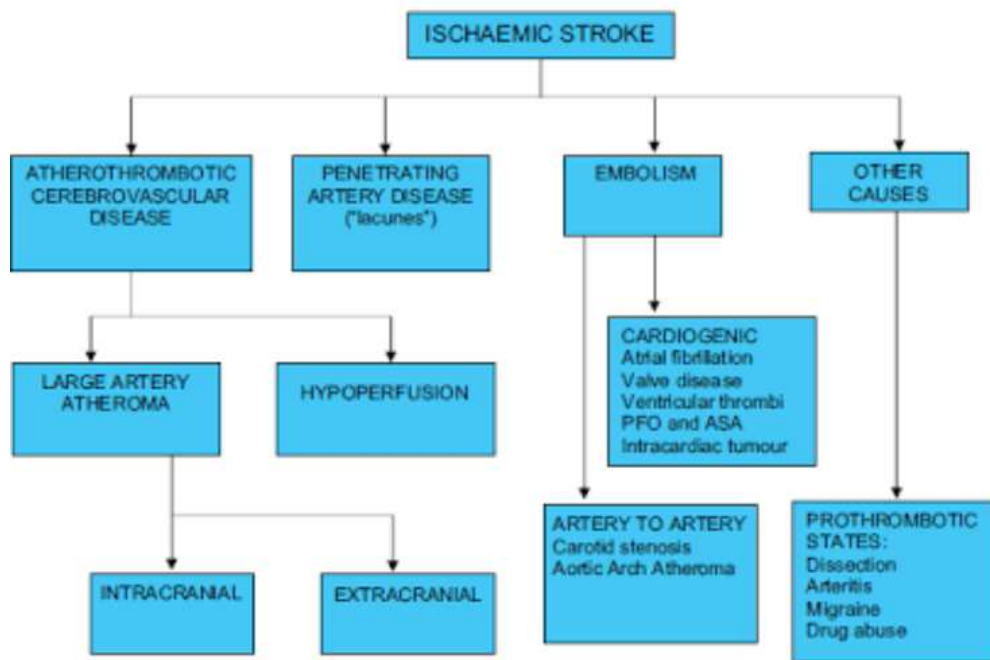 ISCHAEMIC STROKE
ATHEROTHROMBOTIC
CEREBROVASCULAR
DISEASE
PENETRATING
ARTERY DISEASE
("lacunes")
EMBOLISM
OTHER
CAUSES
LARGE ARTERY
ATHEROMA
HYPOPERFUSION
CARDIOGENIC
Atrial fibrillation
Valve disease
Ventricular thrombi
PFO and ASA
Intracardiac tumour
INTRACRANIAL
EXTRACRANIAL
ARTERY TO ARTERY
Carotid stenosis
Aortic Arch Atheroma
PROTHROMBOTIC
STATES:
Dissection
Arteritis
Migraine
Drug abuse